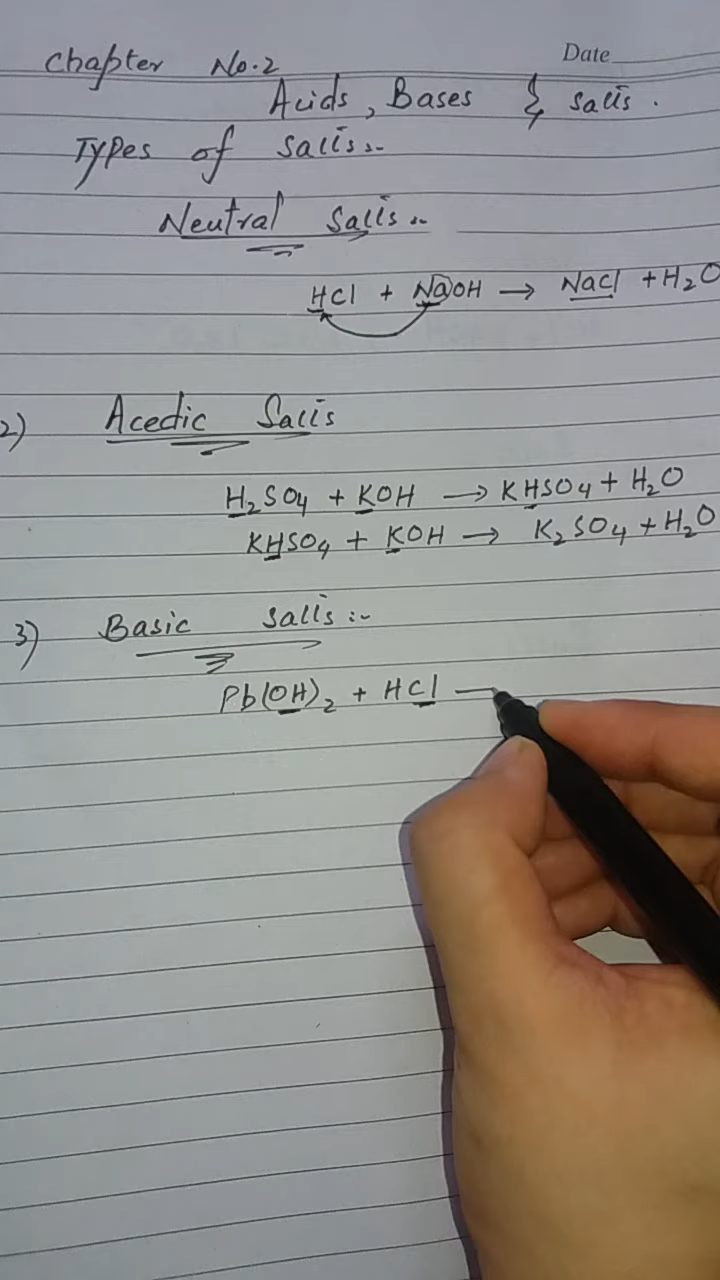 Chapter No.2
Date
Acids, Bases & Salts.
Types of Salts:-
Neutral Salts:-
HCl + NaOH → NaCl + H2O
2) Acedic Salts
H2SO4 + KOH → KHSO4 + H2O
KHSO4 + KOH → K2SO4 + H2O
3) Basic Salts:-
Pb(OH)2 + HCl —